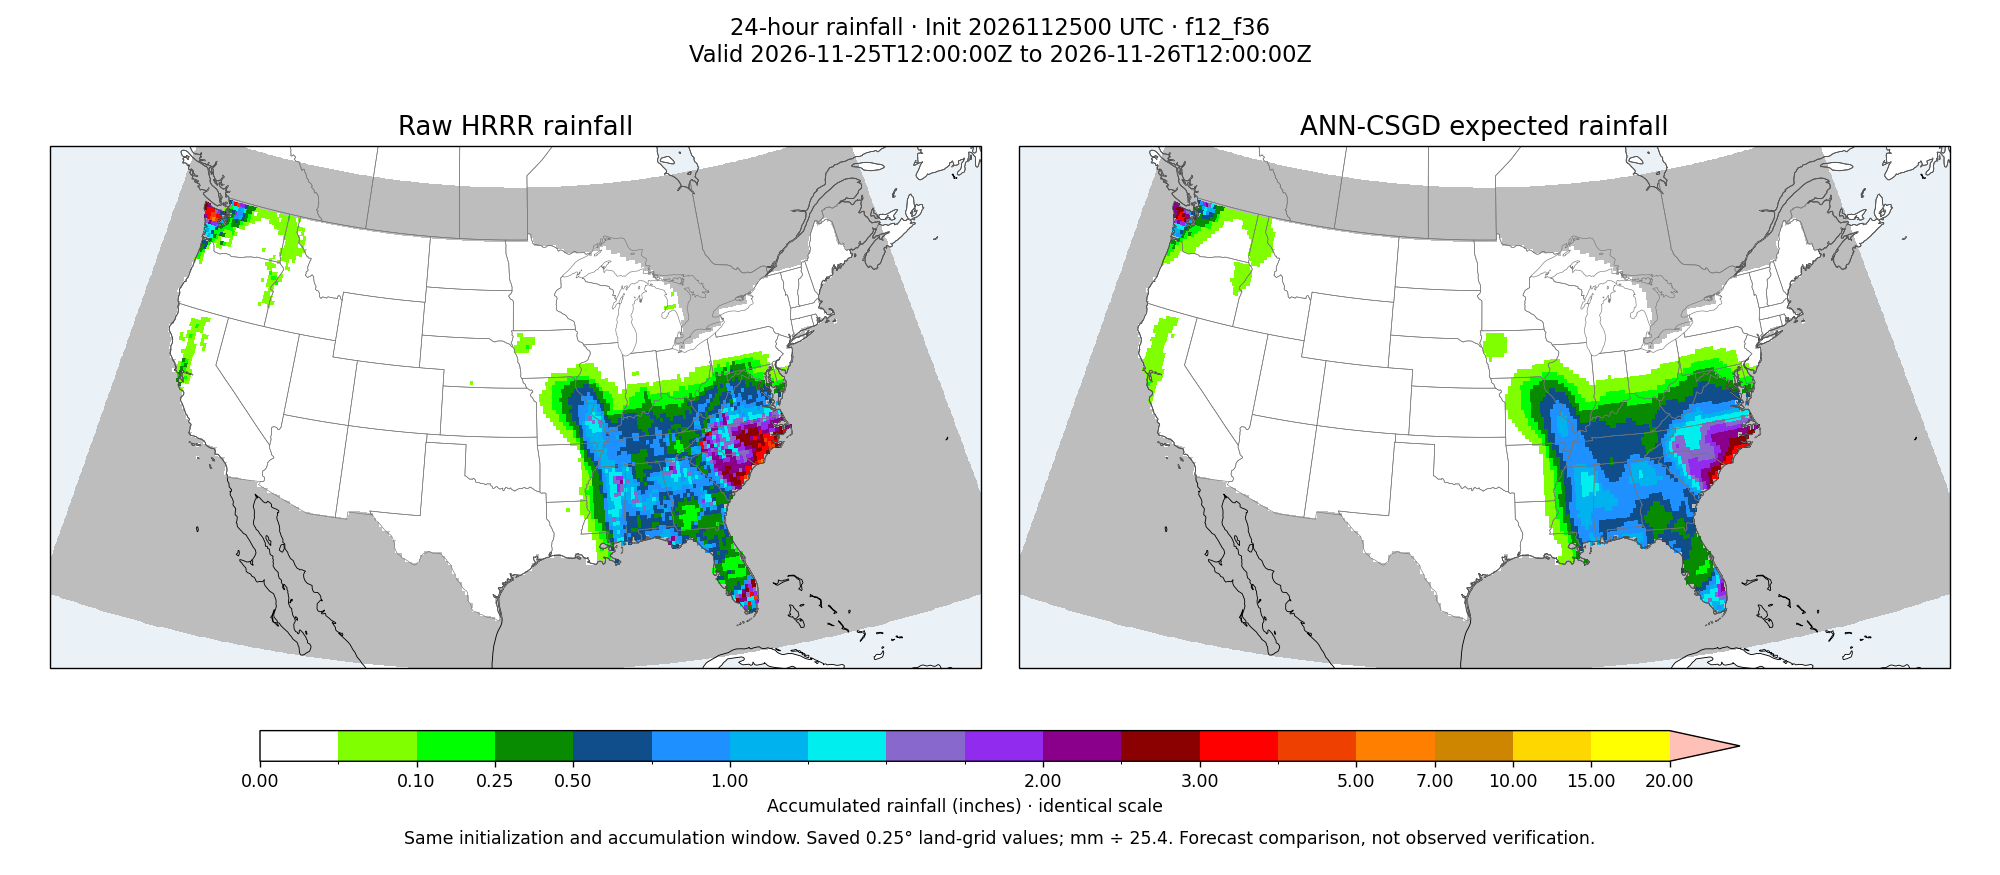 24-hour rainfall · Init 2026112500 UTC · f12_f36
Valid 2026-11-25T12:00:00Z to 2026-11-26T12:00:00Z
Raw HRRR rainfall
ANN-CSGD expected rainfall
0.00 0.10 0.25 0.50 1.00 2.00 3.00 5.00 7.00 10.00 15.00 20.00
Accumulated rainfall (inches) · identical scale
Same initialization and accumulation window. Saved 0.25° land-grid values; mm ÷ 25.4. Forecast comparison, not observed verification.